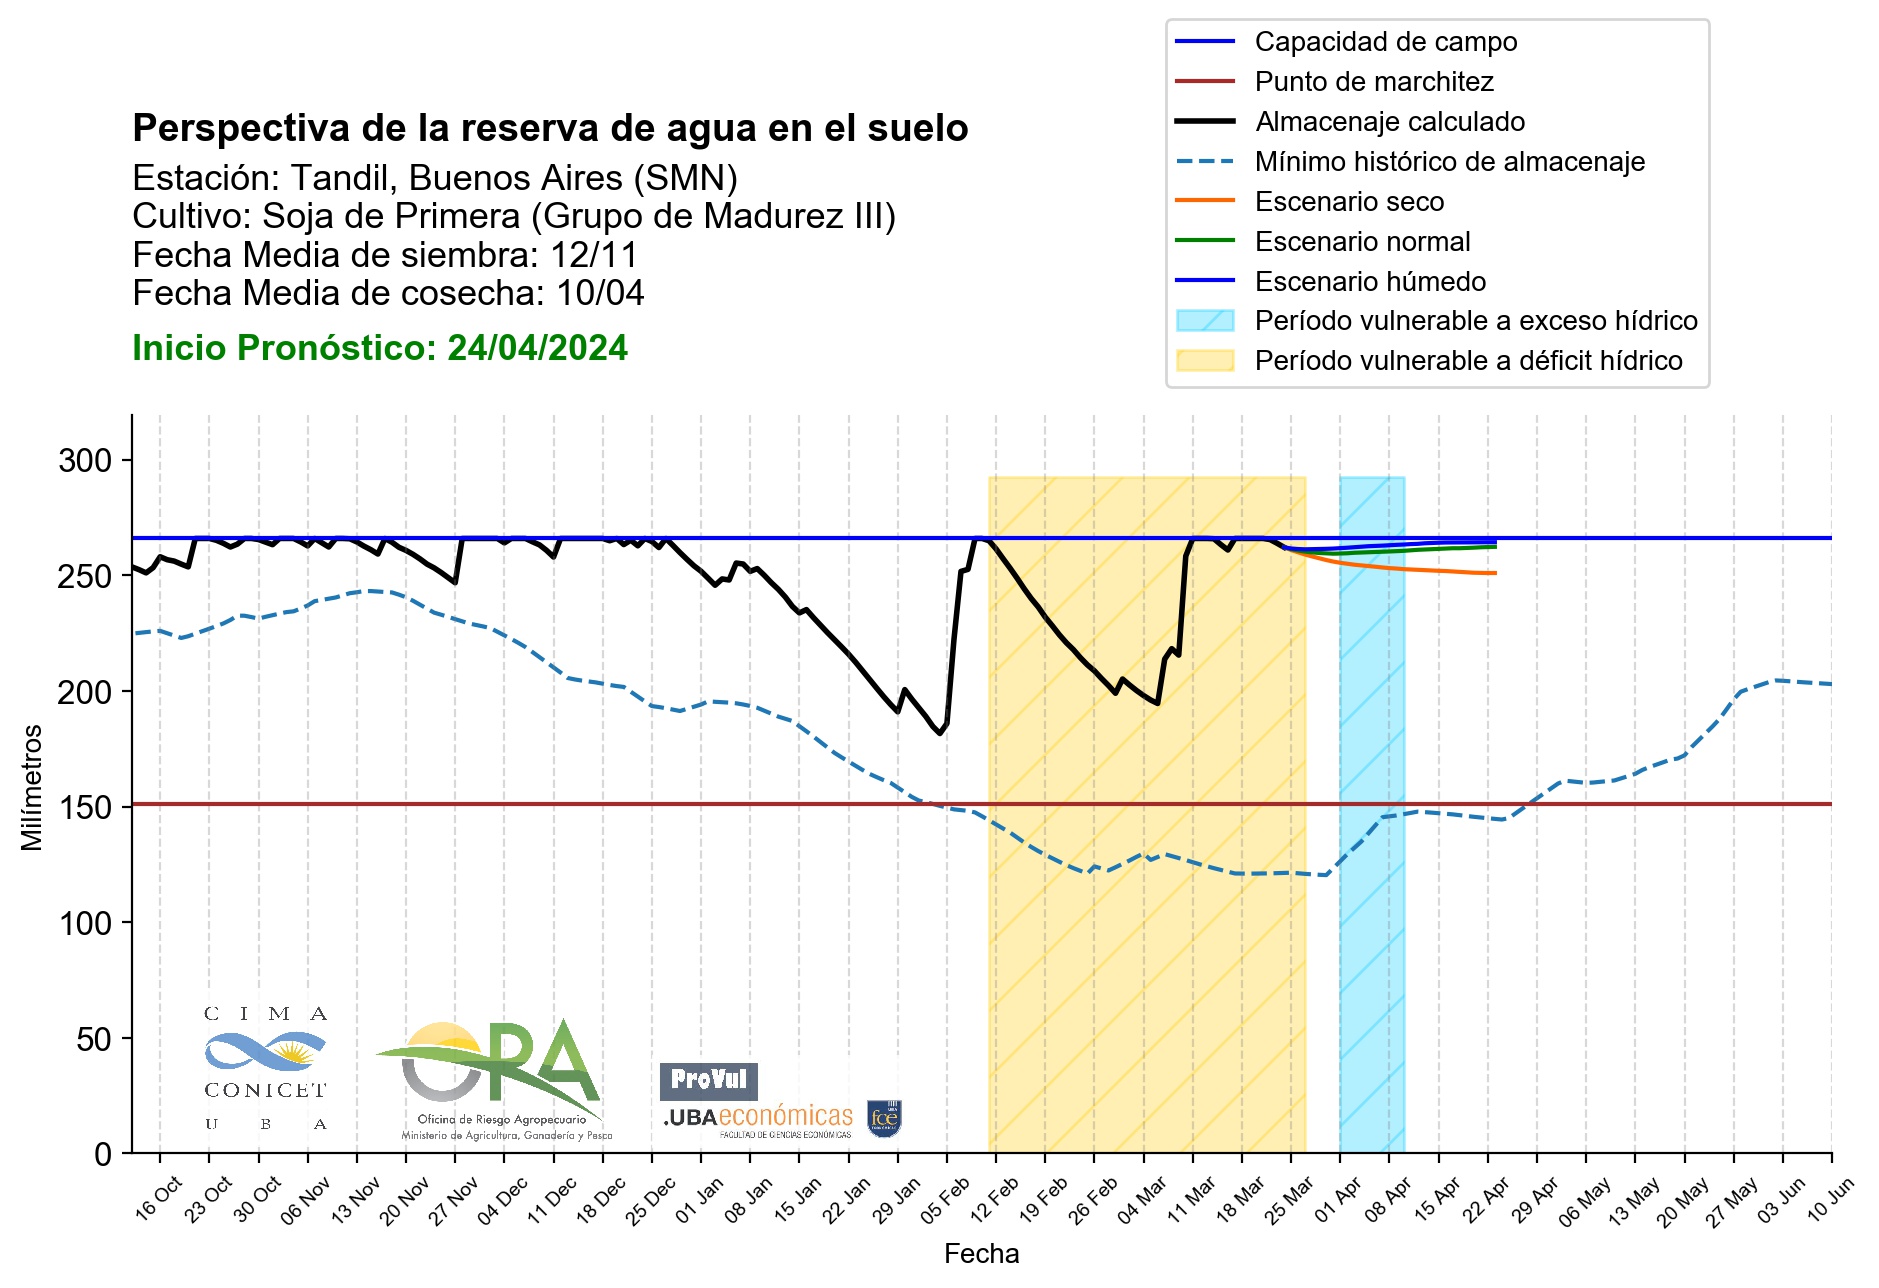 Capacidad de campo
Punto de marchitez
Almacenaje calculado
Mínimo histórico de almacenaje
Escenario seco
Escenario normal
Escenario húmedo
Período vulnerable a exceso hídrico
Período vulnerable a déficit hídrico
Perspectiva de la reserva de agua en el suelo
Estación: Tandil, Buenos Aires (SMN)
Cultivo: Soja de Primera (Grupo de Madurez III)
Fecha Media de siembra: 12/11
Fecha Media de cosecha: 10/04
Inicio Pronóstico: 24/04/2024
Milímetros
300
250
200
150
100
50
0
CIMA
CONICET
UBA
ORA
Oficina de Riesgo Agropecuario
Ministerio de Agricultura, Ganadería y Pesca
ProVul
.UBAeconómicas
FACULTAD DE CIENCIAS ECONÓMICAS
fce
16 Oct
23 Oct
30 Oct
06 Nov
13 Nov
20 Nov
27 Nov
04 Dec
11 Dec
18 Dec
25 Dec
01 Jan
08 Jan
15 Jan
22 Jan
29 Jan
05 Feb
12 Feb
19 Feb
26 Feb
04 Mar
11 Mar
18 Mar
25 Mar
01 Apr
08 Apr
15 Apr
22 Apr
29 Apr
06 May
13 May
20 May
27 May
03 Jun
10 Jun
Fecha